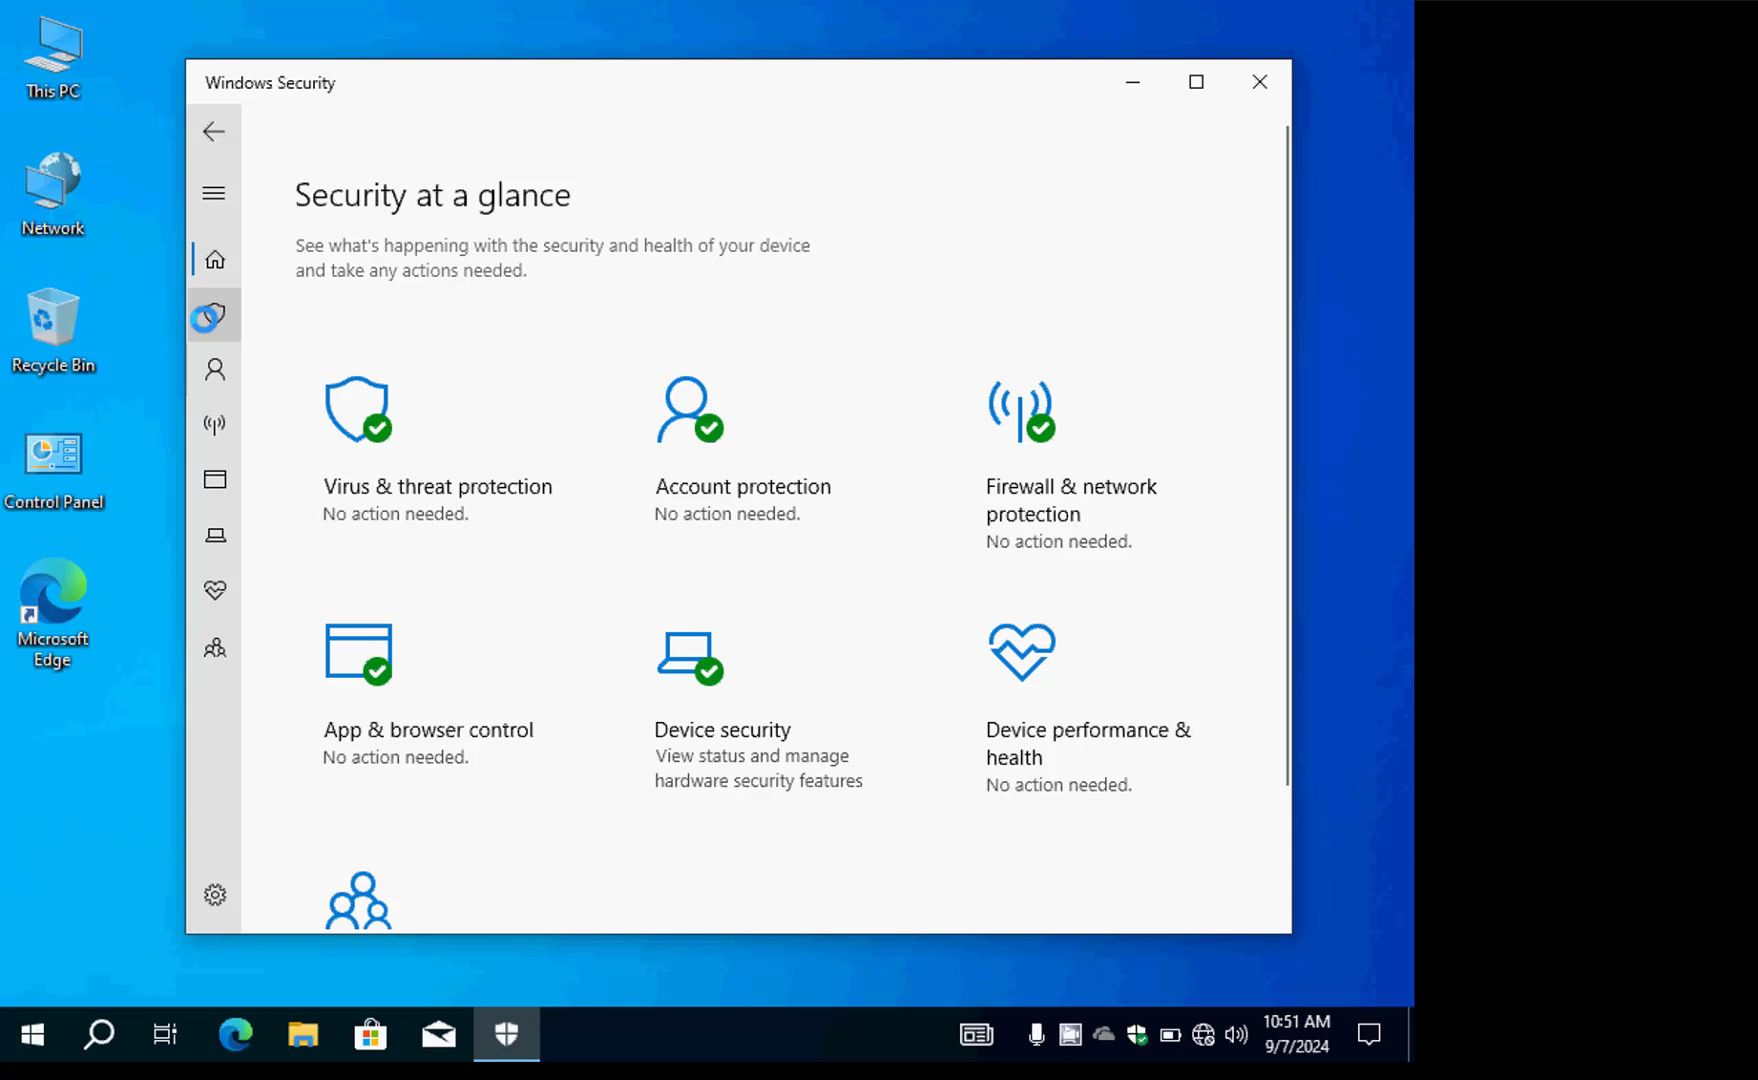 This PC
Network
Recycle Bin
Control Panel
Microsoft
Edge
Windows Security
Security at a glance
See what's happening with the security and health of your device
and take any actions needed.
Virus & threat protection
No action needed.
Account protection
No action needed.
Firewall & network
protection
No action needed.
App & browser control
No action needed.
Device security
View status and manage
hardware security features
Device performance &
health
No action needed.
10:51 AM
9/7/2024